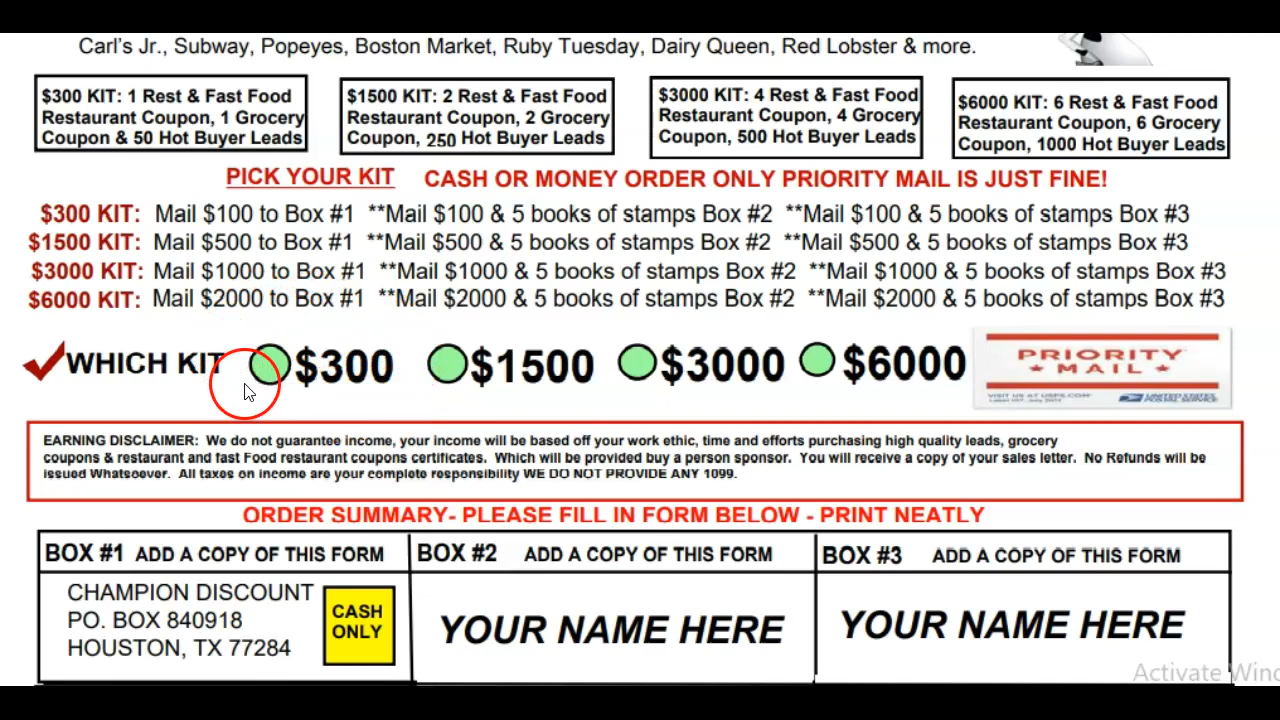 Carl's Jr., Subway, Popeyes, Boston Market, Ruby Tuesday, Dairy Queen, Red Lobster & more.
$300 KIT: 1 Rest & Fast Food
Restaurant Coupon, 1 Grocery
Coupon & 50 Hot Buyer Leads
$1500 KIT: 2 Rest & Fast Food
Restaurant Coupon, 2 Grocery
Coupon, 250 Hot Buyer Leads
$3000 KIT: 4 Rest & Fast Food
Restaurant Coupon, 4 Grocery
Coupon, 500 Hot Buyer Leads
$6000 KIT: 6 Rest & Fast Food
Restaurant Coupon, 6 Grocery
Coupon, 1000 Hot Buyer Leads
PICK YOUR KIT CASH OR MONEY ORDER ONLY PRIORITY MAIL IS JUST FINE!
$300 KIT: Mail $100 to Box #1 **Mail $100 & 5 books of stamps Box #2 **Mail $100 & 5 books of stamps Box #3
$1500 KIT: Mail $500 to Box #1 **Mail $500 & 5 books of stamps Box #2 **Mail $500 & 5 books of stamps Box #3
$3000 KIT: Mail $1000 to Box #1 **Mail $1000 & 5 books of stamps Box #2 **Mail $1000 & 5 books of stamps Box #3
$6000 KIT: Mail $2000 to Box #1 **Mail $2000 & 5 books of stamps Box #2 **Mail $2000 & 5 books of stamps Box #3
WHICH KIT $300 $1500 $3000 $6000
PRIORITY
MAIL
VISIT US AT USPS.COM
UNITED STATES
POSTAL SERVICE
EARNING DISCLAIMER: We do not guarantee income, your income will be based off your work ethic, time and efforts purchasing high quality leads, grocery
coupons & restaurant and fast Food restaurant coupons certificates. Which will be provided buy a person sponsor. You will receive a copy of your sales letter. No Refunds will be
issued Whatsoever. All taxes on income are your complete responsibility WE DO NOT PROVIDE ANY 1099.
ORDER SUMMARY- PLEASE FILL IN FORM BELOW - PRINT NEATLY
BOX #1 ADD A COPY OF THIS FORM
CHAMPION DISCOUNT
PO. BOX 840918
HOUSTON, TX 77284
CASH
ONLY
BOX #2 ADD A COPY OF THIS FORM
YOUR NAME HERE
BOX #3 ADD A COPY OF THIS FORM
YOUR NAME HERE
Activate Wind